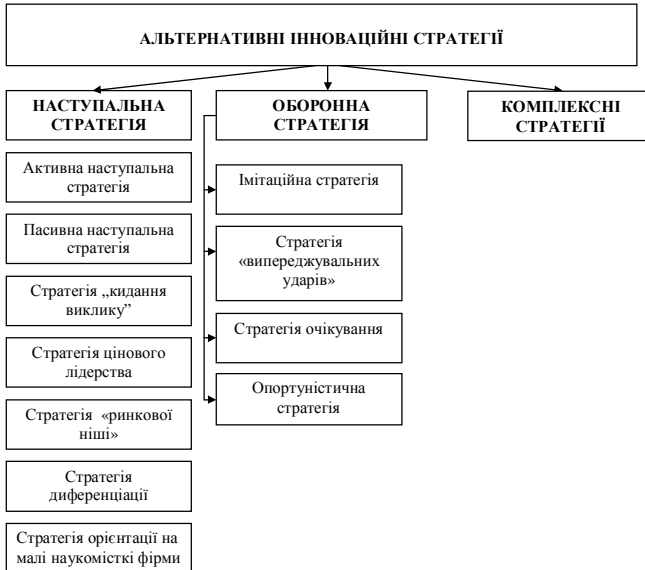 АЛЬТЕРНАТИВНІ ІННОВАЦІЙНІ СТРАТЕГІЇ
НАСТУПАЛЬНА
СТРАТЕГІЯ
Активна наступальна
стратегія
Пасивна наступальна
стратегія
Стратегія „кидання
виклику”
Стратегія цінового
лідерства
Стратегія «ринкової
ніші»
Стратегія
диференціації
Стратегія орієнтації на
малі наукомісткі фірми
ОБОРОННА
СТРАТЕГІЯ
Імітаційна стратегія
Стратегія
«випереджувальних
ударів»
Стратегія очікування
Опортуністична
стратегія
КОМПЛЕКСНІ
СТРАТЕГІЇ